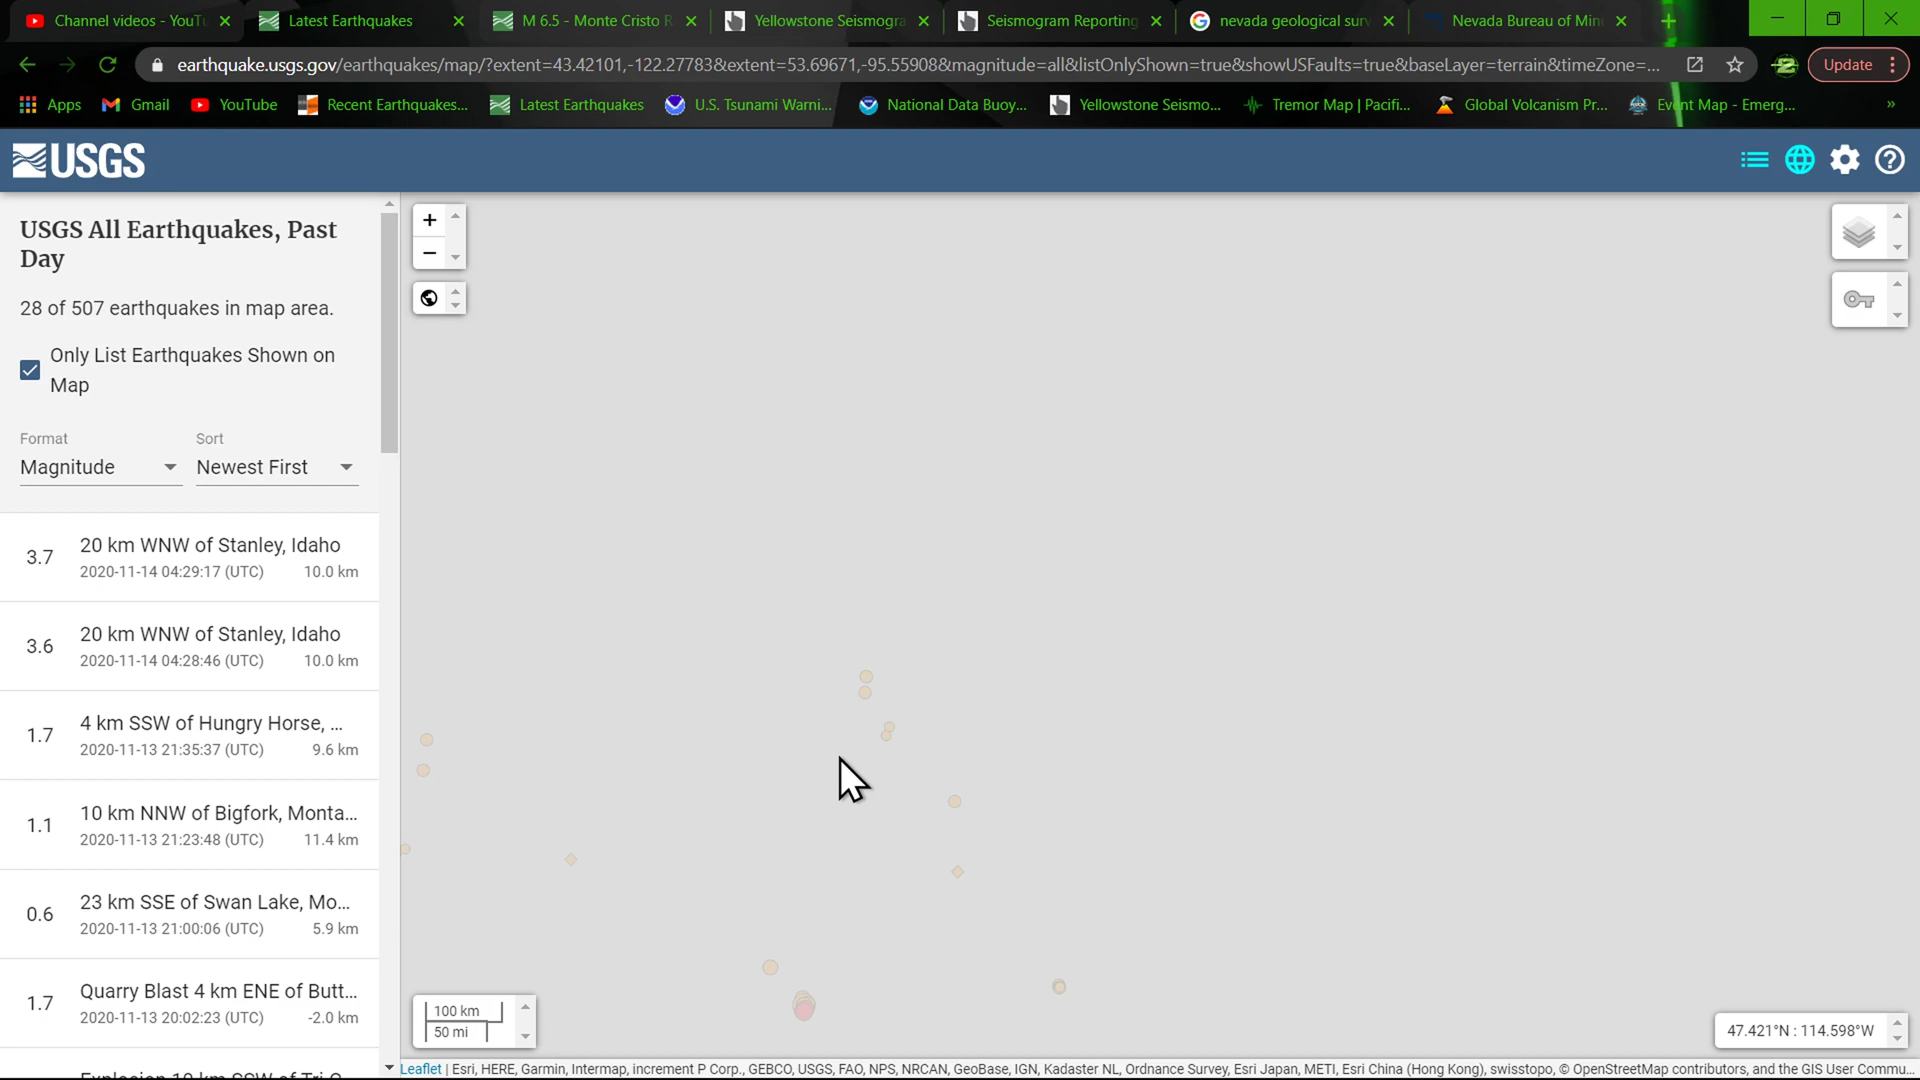 Channel videos - YouTu
Latest Earthquakes
M 6.5 - Monte Cristo R
Yellowstone Seismogra
Seismogram Reporting
nevada geological surv
Nevada Bureau of Mine
earthquake.usgs.gov/earthquakes/map/?extent=43.42101,-122.27783&extent=53.69671,-95.55908&magnitude=all&listOnlyShown=true&showUSFaults=true&baseLayer=terrain&timeZone=...
Update
Apps
Gmail
YouTube
Recent Earthquakes...
Latest Earthquakes
U.S. Tsunami Warni...
National Data Buoy...
Yellowstone Seismo...
Tremor Map | Pacifi...
Global Volcanism Pr...
Event Map - Emerg...
»
USGS
USGS All Earthquakes, Past
Day
28 of 507 earthquakes in map area.
Only List Earthquakes Shown on
Map
Format
Sort
Magnitude
Newest First
3.7
20 km WNW of Stanley, Idaho
2020-11-14 04:29:17 (UTC) 10.0 km
3.6
20 km WNW of Stanley, Idaho
2020-11-14 04:28:46 (UTC) 10.0 km
1.7
4 km SSW of Hungry Horse, ...
2020-11-13 21:35:37 (UTC) 9.6 km
1.1
10 km NNW of Bigfork, Monta...
2020-11-13 21:23:48 (UTC) 11.4 km
0.6
23 km SSE of Swan Lake, Mo...
2020-11-13 21:00:06 (UTC) 5.9 km
1.7
Quarry Blast 4 km ENE of Butt...
2020-11-13 20:02:23 (UTC) -2.0 km
Explosion 10 km SSW of Tri-C
+
−
100 km
50 mi
47.421°N : 114.598°W
Leaflet | Esri, HERE, Garmin, Intermap, increment P Corp., GEBCO, USGS, FAO, NPS, NRCAN, GeoBase, IGN, Kadaster NL, Ordnance Survey, Esri Japan, METI, Esri China (Hong Kong), swisstopo, © OpenStreetMap contributors, and the GIS User Commu...